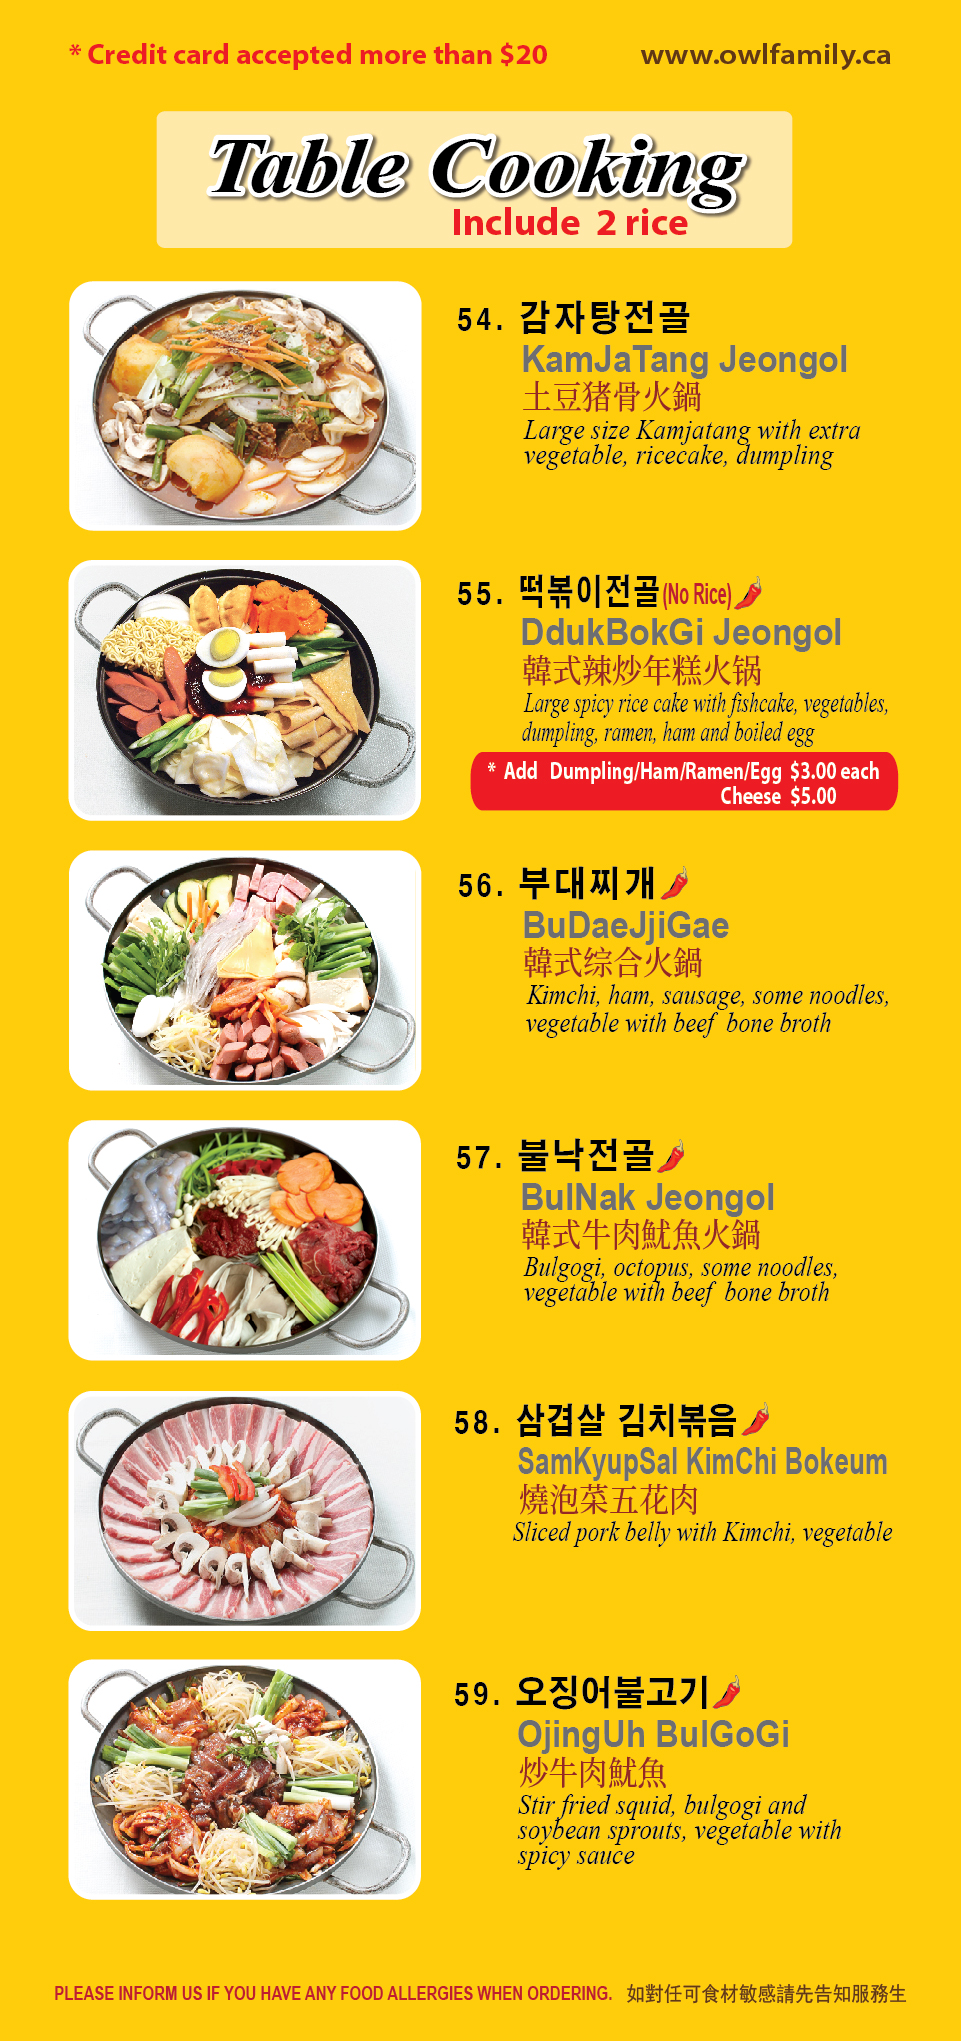 * Credit card accepted more than $20
www.owlfamily.ca
Table Cooking
Include 2 rice
54. 감자탕전골
KamJaTang Jeongol
土豆猪骨火鍋
Large size Kamjatang with extra
vegetable, ricecake, dumpling
55. 떡볶이전골(No Rice)
DdukBokGi Jeongol
韓式辣炒年糕火锅
Large spicy rice cake with fishcake, vegetables,
dumpling, ramen, ham and boiled egg
* Add Dumpling/Ham/Ramen/Egg $3.00 each
Cheese $5.00
56. 부대찌개
BuDaeJjiGae
韓式综合火鍋
Kimchi, ham, sausage, some noodles,
vegetable with beef bone broth
57. 불낙전골
BulNak Jeongol
韓式牛肉魷魚火鍋
Bulgogi, octopus, some noodles,
vegetable with beef bone broth
58. 삼겹살 김치볶음
SamKyupSal KimChi Bokeum
燒泡菜五花肉
Sliced pork belly with Kimchi, vegetable
59. 오징어불고기
OjingUh BulGoGi
炒牛肉魷魚
Stir fried squid, bulgogi and
soybean sprouts, vegetable with
spicy sauce
PLEASE INFORM US IF YOU HAVE ANY FOOD ALLERGIES WHEN ORDERING. 如對任可食材敏感請先告知服務生